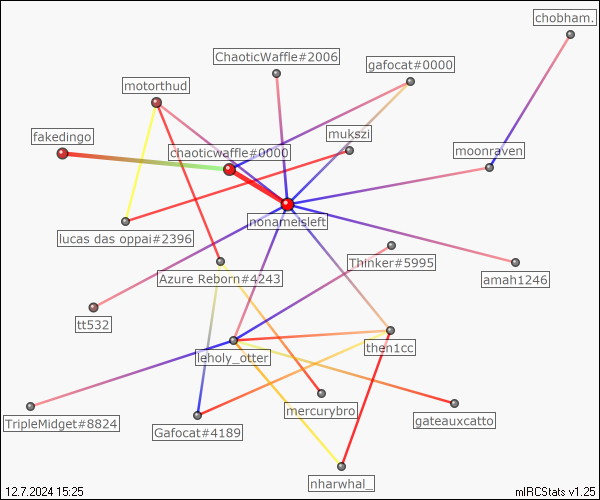 chobham.
ChaoticWaffle#2006
gafocat#0000
motorthud
mukszi
fakedingo
chaoticwaffle#0000
moonraven
nonameisleft
lucas das oppai#2396
Thinker#5995
Azure Reborn#4243
amah1246
tt532
then1cc
leholy_otter
mercurybro
gateauxcatto
TripleMidget#8824
Gafocat#4189
nharwhal_
12.7.2024 15:25
mIRCStats v1.25